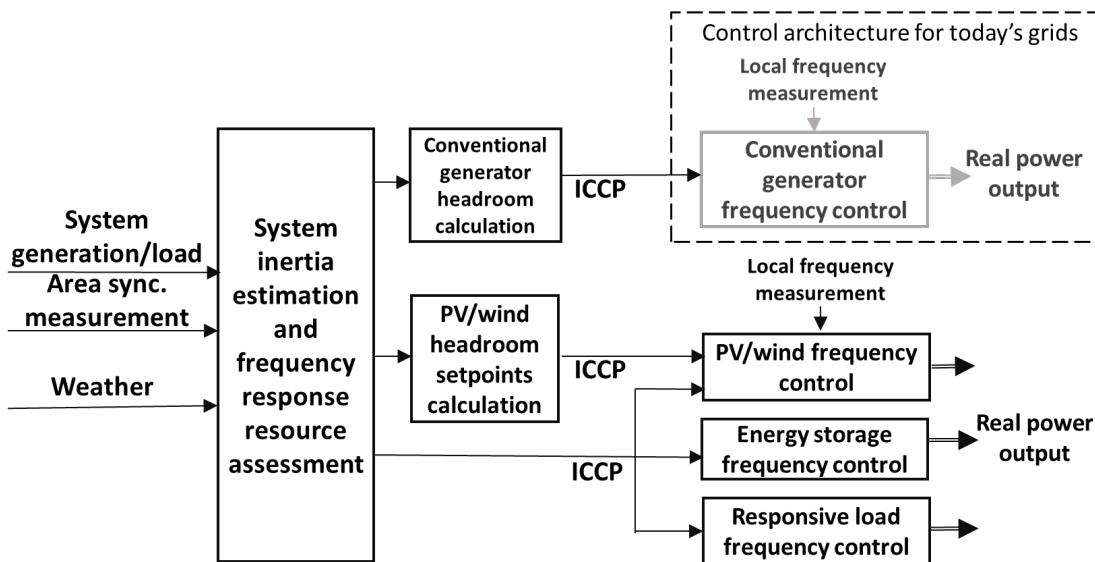 Control architecture for today's grids
Local frequency
measurement
Conventional
generator
headroom
calculation
ICCP
Conventional
generator
frequency control
Real power
output
System
generation/load
Area sync.
measurement
Weather
System
inertia
estimation
and
frequency
response
resource
assessment
Local frequency
measurement
PV/wind
headroom
setpoints
calculation
ICCP
PV/wind frequency
control
ICCP
Energy storage
frequency control
Real power
output
Responsive load
frequency control